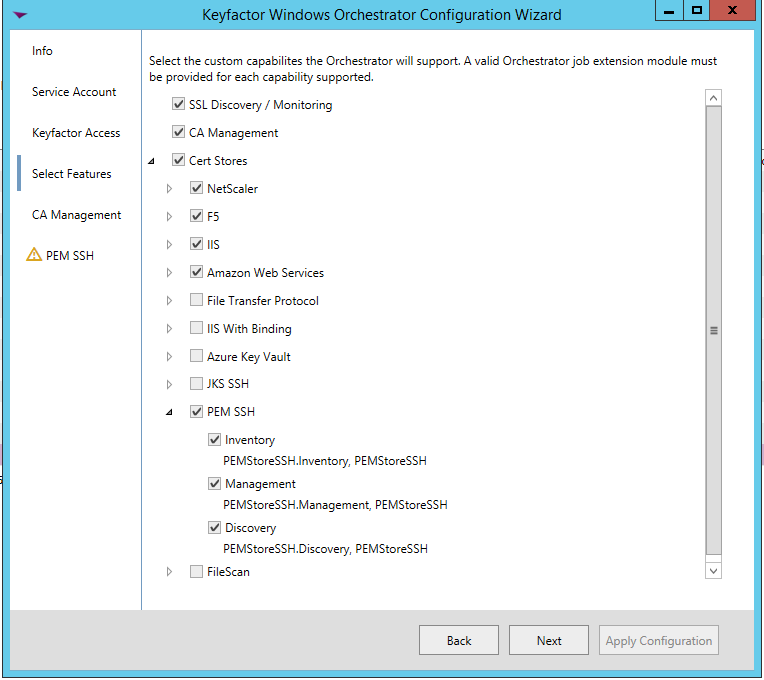 Keyfactor Windows Orchestrator Configuration Wizard
Info
Service Account
Keyfactor Access
Select Features
CA Management
PEM SSH
Select the custom capabilites the Orchestrator will support. A valid Orchestrator job extension module must
be provided for each capability supported.
SSL Discovery / Monitoring
CA Management
Cert Stores
NetScaler
F5
IIS
Amazon Web Services
File Transfer Protocol
IIS With Binding
Azure Key Vault
JKS SSH
PEM SSH
Inventory
PEMStoreSSH.Inventory, PEMStoreSSH
Management
PEMStoreSSH.Management, PEMStoreSSH
Discovery
PEMStoreSSH.Discovery, PEMStoreSSH
FileScan
Back
Next
Apply Configuration